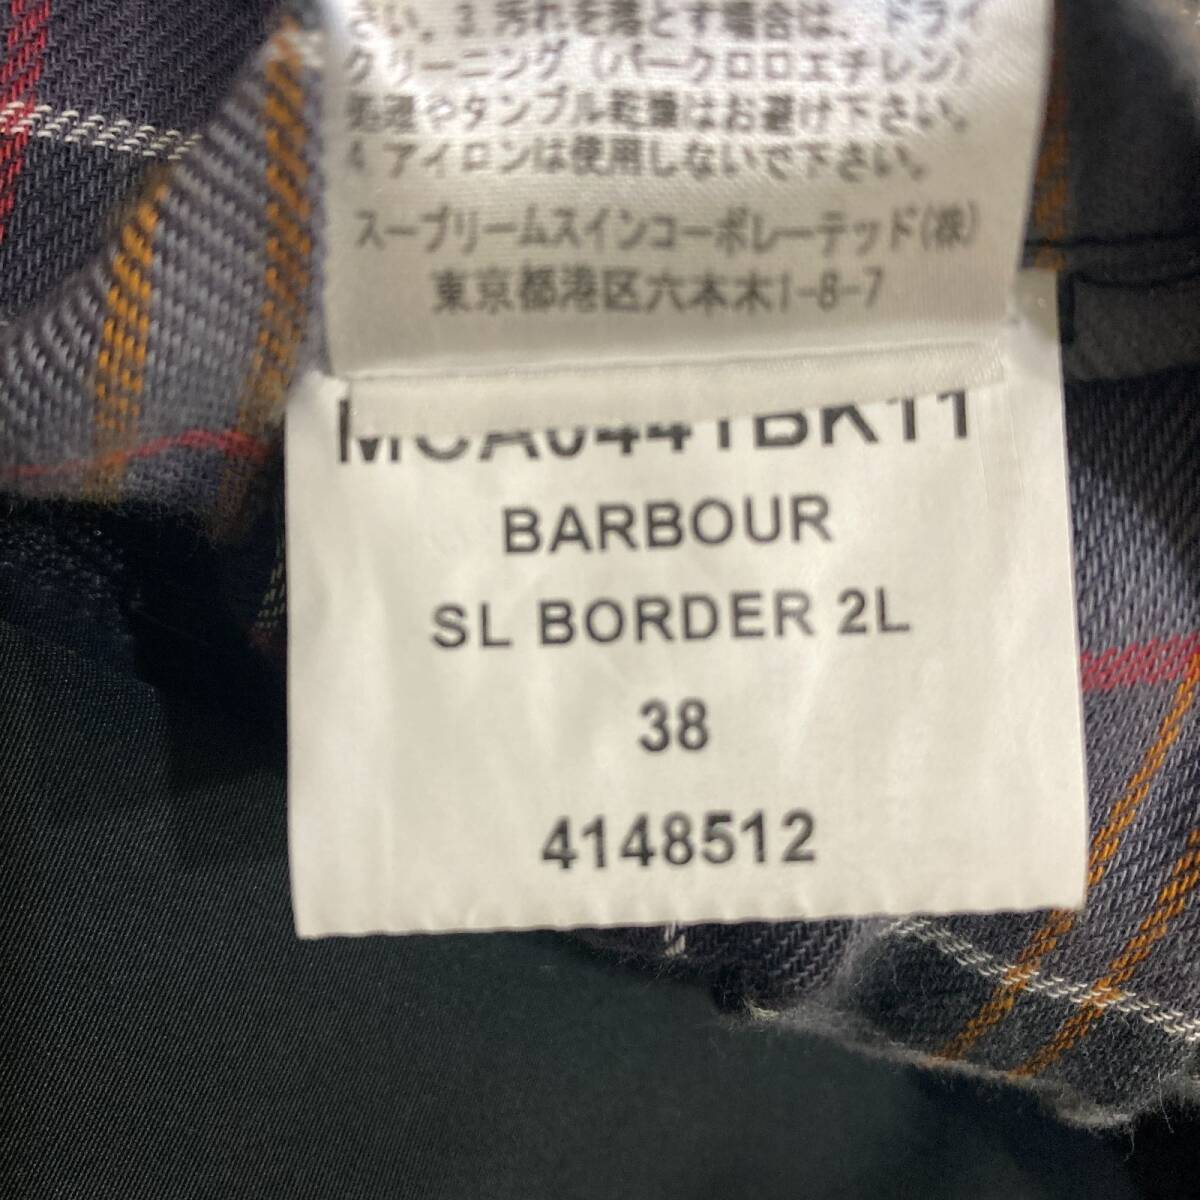 さい。3.汚れを落とす場合は、ドライ
クリーニング(パークロロエチレン)
処理やタンブル乾燥はお避け下さい。
4.アイロンは使用しないで下さい。
スープリームスインコーポレーテッド(株)
東京都港区六本木1-8-7
MCA0441BK11
BARBOUR
SL BORDER 2L
38
4148512